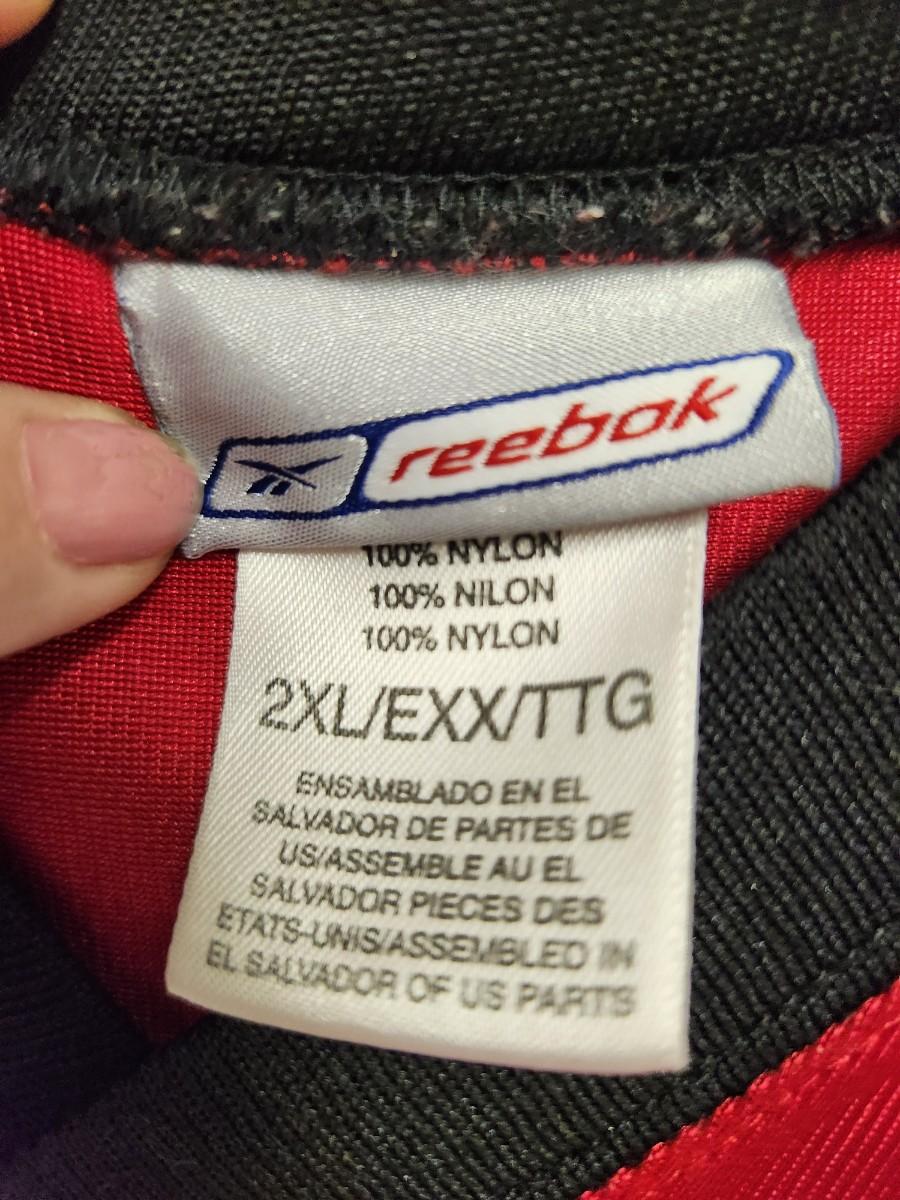 reebok
100% NYLON
100% NILON
100% NYLON
2XL/EXX/TTG
ENSAMBLADO EN EL
SALVADOR DE PARTES DE
US/ASSEMBLE AU EL
SALVADOR PIECES DES
ETATS-UNIS/ASSEMBLED IN
EL SALVADOR OF US PARTS